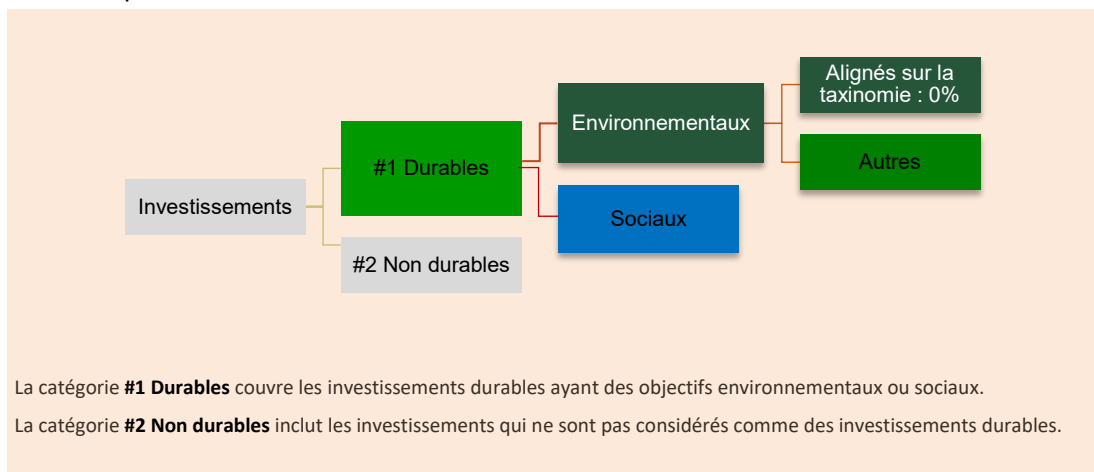 Alignés sur la
taxinomie : 0%
Environnementaux
Autres
#1 Durables
Investissements
Sociaux
#2 Non durables
La catégorie #1 Durables couvre les investissements durables ayant des objectifs environnementaux ou sociaux.
La catégorie #2 Non durables inclut les investissements qui ne sont pas considérés comme des investissements durables.